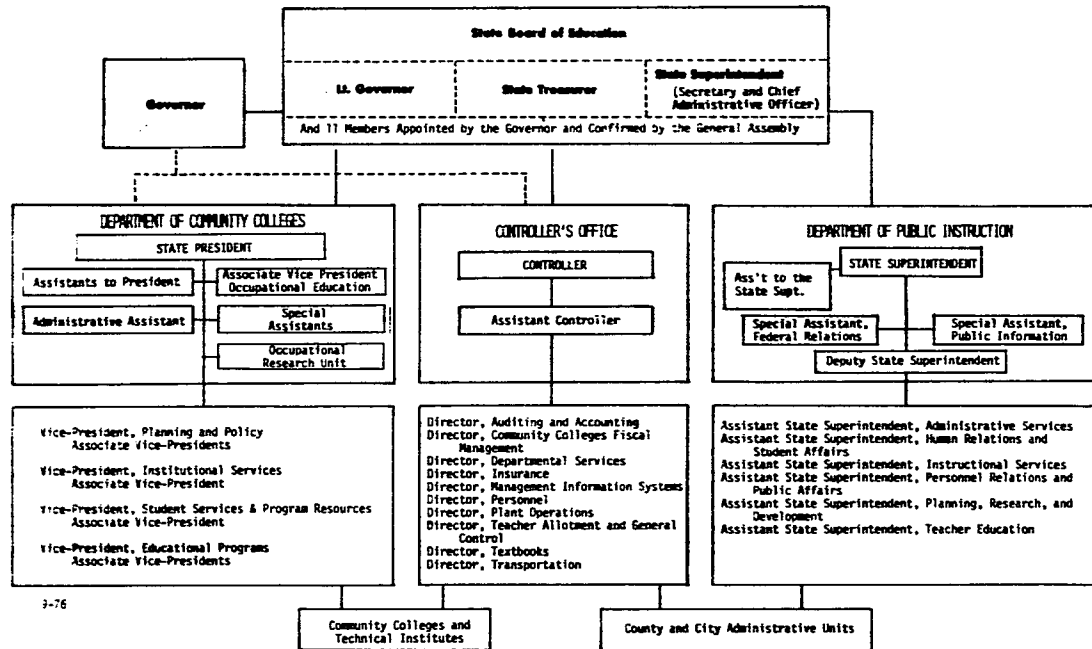 State Board of Education
Governor
Lt. Governor
State Treasurer
State Superintendent
(Secretary and Chief
Administrative Officer)
And 11 Members Appointed by the Governor and Confirmed by the General Assembly
DEPARTMENT OF COMMUNITY COLLEGES
STATE PRESIDENT
Assistants to President
Associate Vice President
Occupational Education
Administrative Assistant
Special
Assistants
Occupational
Research Unit
CONTROLLER'S OFFICE
CONTROLLER
Assistant Controller
DEPARTMENT OF PUBLIC INSTRUCTION
STATE SUPERINTENDENT
Ass't to the
State Supt.
Special Assistant,
Federal Relations
Special Assistant,
Public Information
Deputy State Superintendent
Vice-President, Planning and Policy
Associate Vice-Presidents
Vice-President, Institutional Services
Associate Vice-President
Vice-President, Student Services & Program Resources
Associate Vice-President
Vice-President, Educational Programs
Associate Vice-Presidents
Director, Auditing and Accounting
Director, Community Colleges Fiscal
Management
Director, Departmental Services
Director, Insurance
Director, Management Information Systems
Director, Personnel
Director, Plant Operations
Director, Teacher Allotment and General
Control
Director, Textbooks
Director, Transportation
Assistant State Superintendent, Administrative Services
Assistant State Superintendent, Human Relations and
Student Affairs
Assistant State Superintendent, Instructional Services
Assistant State Superintendent, Personnel Relations and
Public Affairs
Assistant State Superintendent, Planning, Research, and
Development
Assistant State Superintendent, Teacher Education
9-76
Community Colleges and
Technical Institutes
County and City Administrative Units